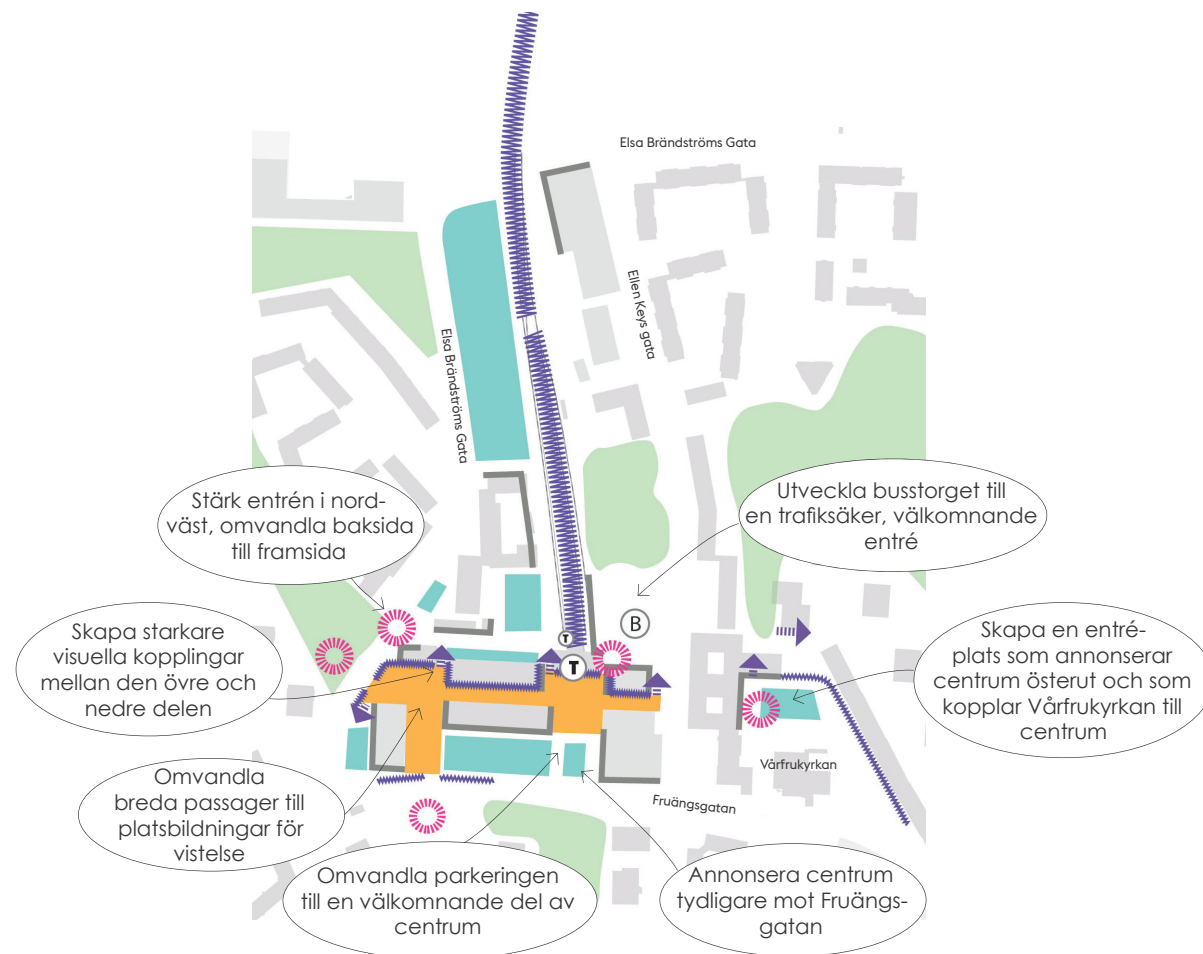 Elsa Brändströms Gata
Ellen Keys gata
Elsa Brändströms Gata
Stärk entrén i nord-
väst, omvandla baksida
till framsida
Utveckla busstorget till
en trafiksäker, välkomnande
entré
B
T
T
Skapa starkare
visuella kopplingar
mellan den övre och
nedre delen
Skapa en entré-
plats som annonserar
centrum österut och som
kopplar Vårfrukyrkan till
centrum
Vårfrukyrkan
Fruängsgatan
Omvandla
breda passager till
platsbildningar för
vistelse
Omvandla parkeringen
till en välkomnande del av
centrum
Annonsera centrum
tydligare mot Fruängs-
gatan